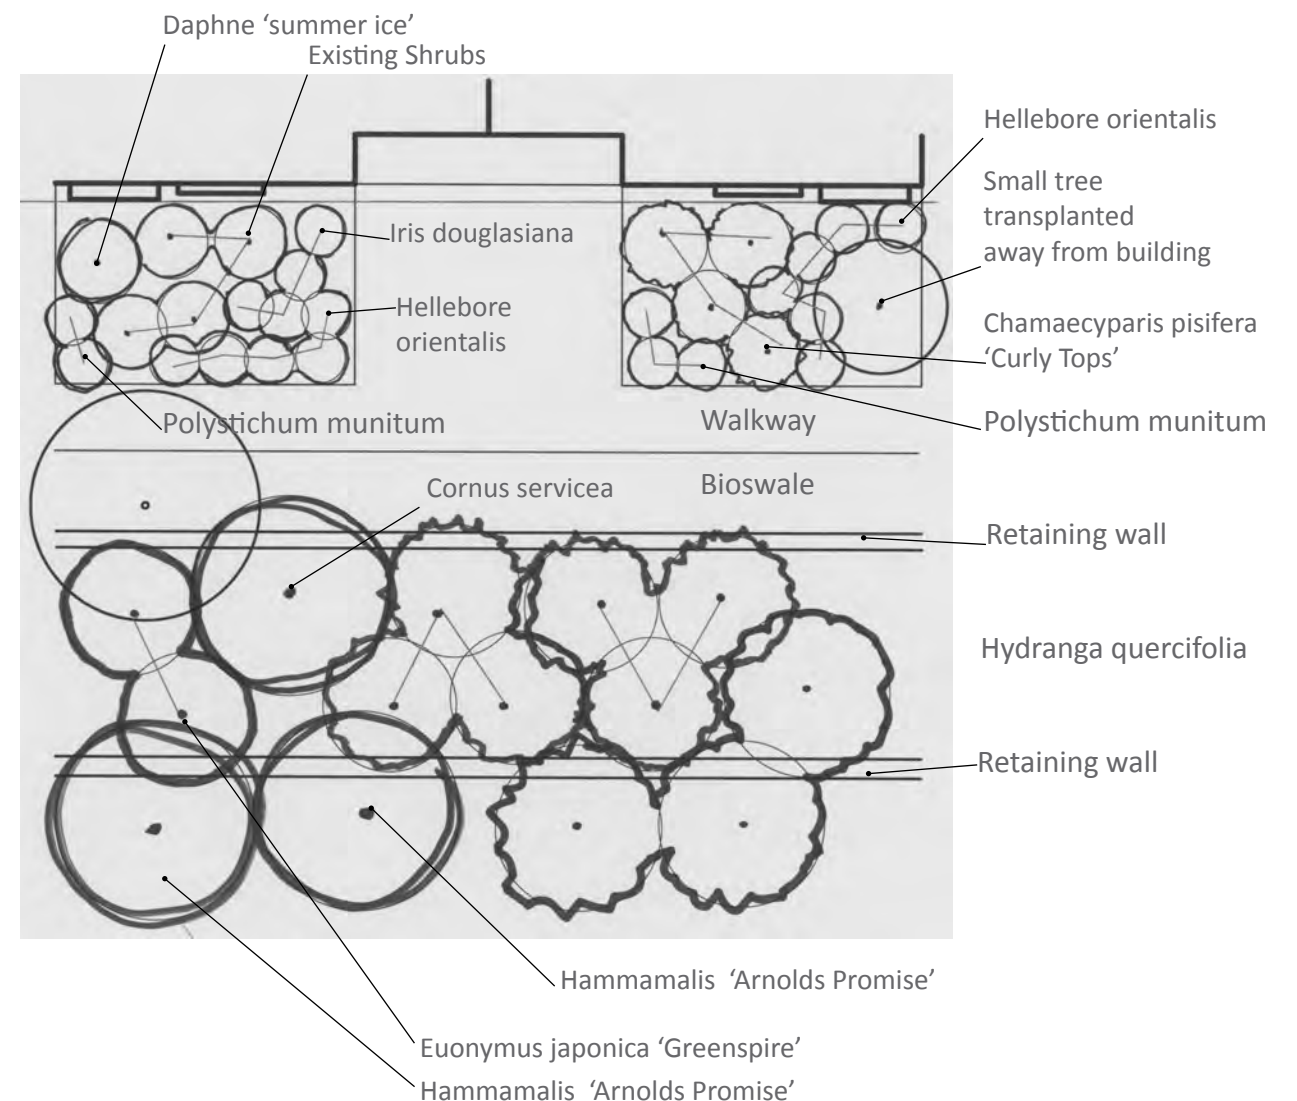 Daphne ‘summer ice’
Existing Shrubs
Hellebore orientalis
Small tree
transplanted
away from building
Iris douglasiana
Hellebore
orientalis
Chamaecyparis pisifera
‘Curly Tops’
Polystichum munitum
Walkway
Polystichum munitum
Cornus servicea
Bioswale
Retaining wall
Hydranga quercifolia
Retaining wall
Hammamalis ‘Arnolds Promise’
Euonymus japonica ‘Greenspire’
Hammamalis ‘Arnolds Promise’